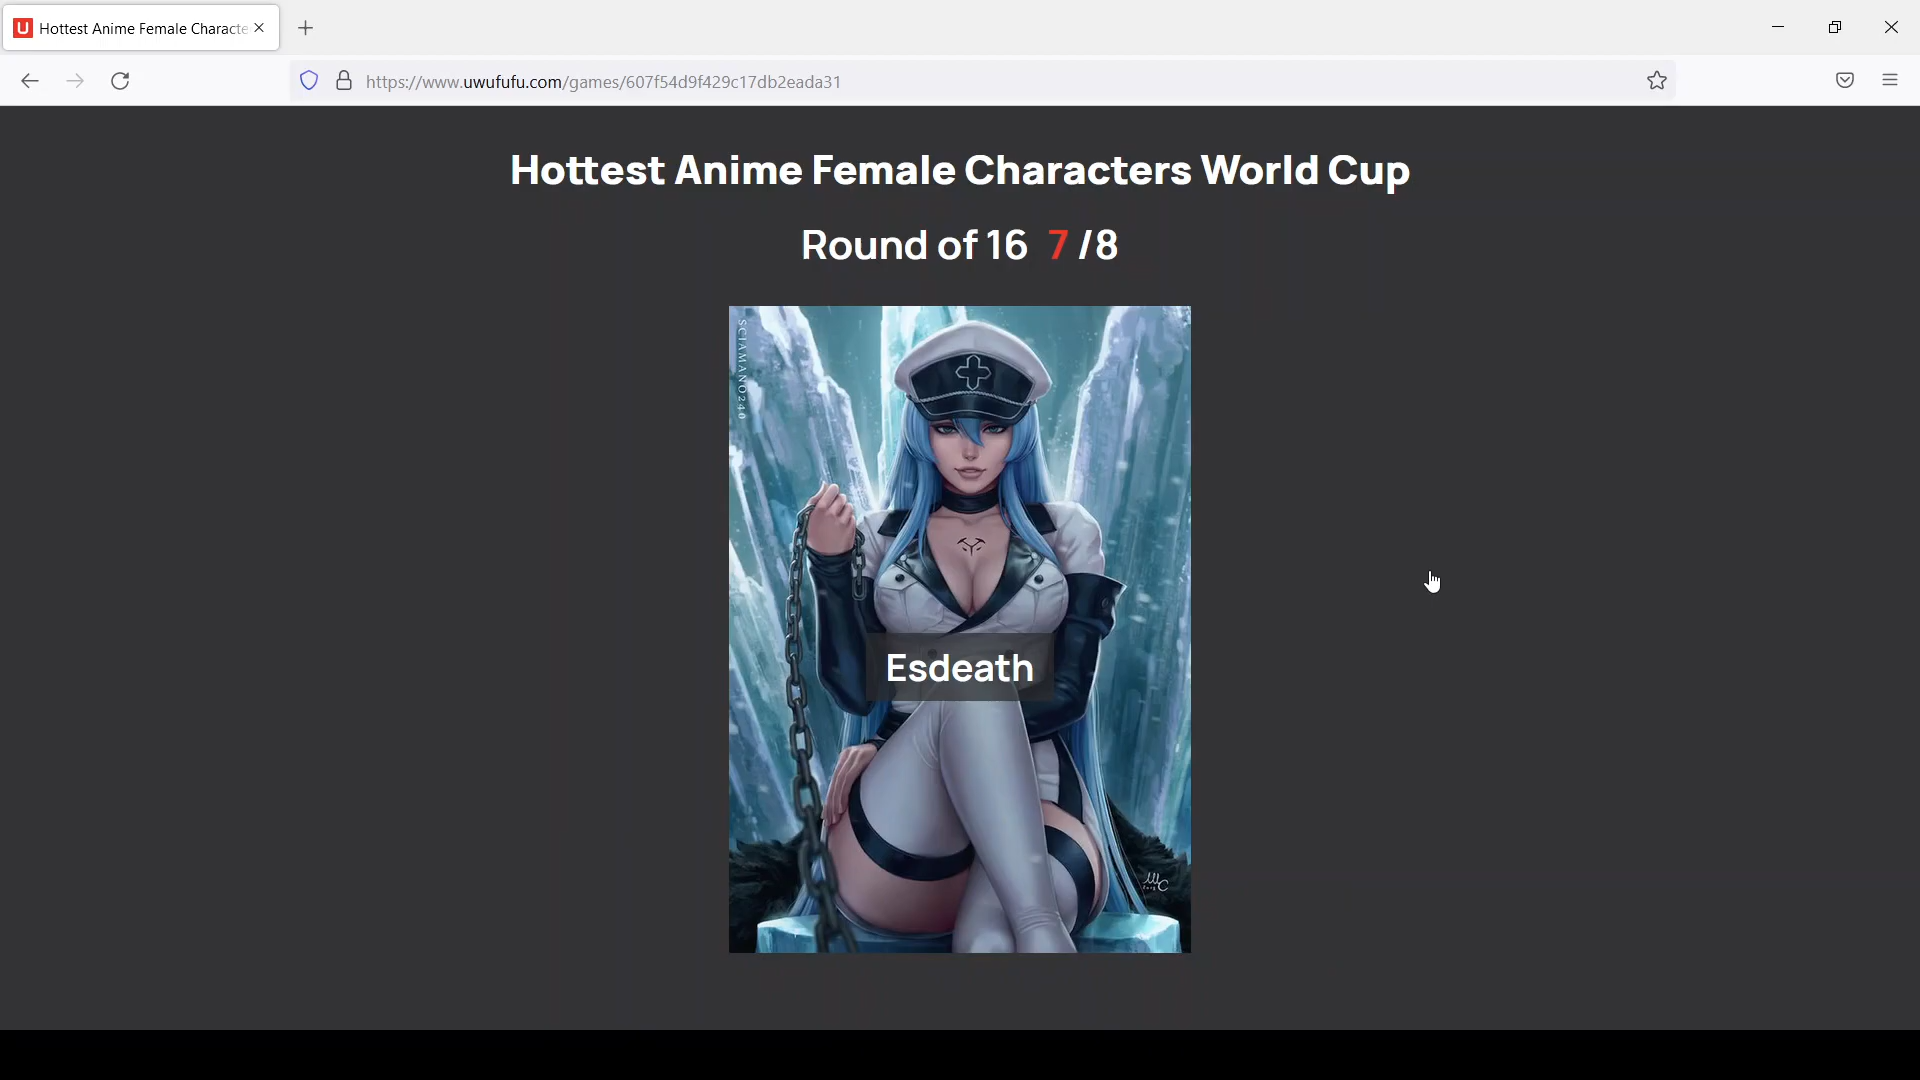 Hottest Anime Female Characte
https://www.uwufufu.com/games/607f54d9f429c17db2eada31
Hottest Anime Female Characters World Cup
Round of 16 7 /8
SCIAMANO240
Esdeath